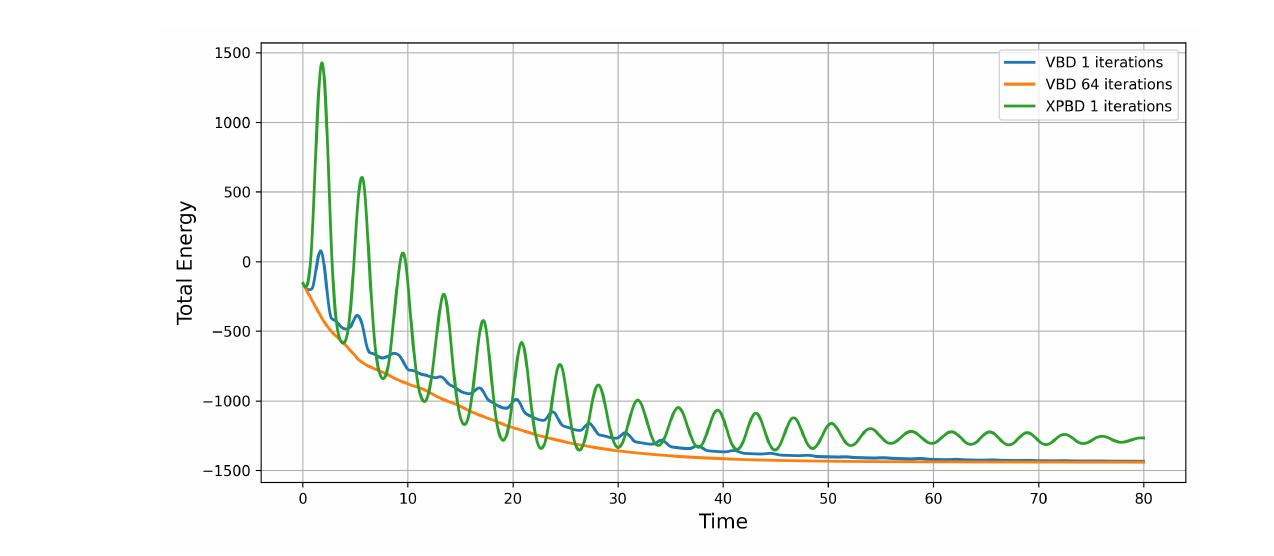 1500
1000
500
0
−500
−1000
−1500
Total Energy
VBD 1 iterations
VBD 64 iterations
XPBD 1 iterations
0 10 20 30 40 50 60 70 80
Time